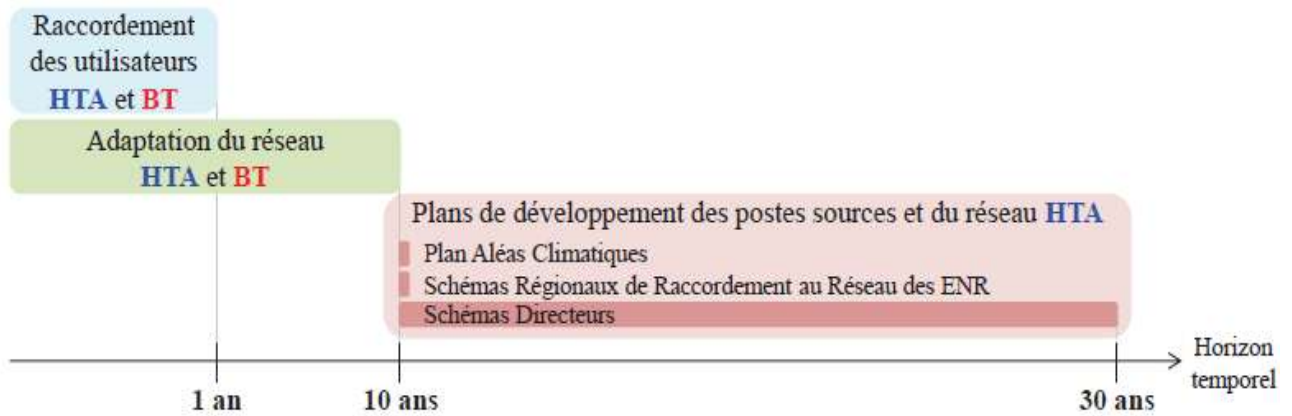 Raccordement
des utilisateurs
HTA et BT
Adaptation du réseau
HTA et BT
Plans de développement des postes sources et du réseau HTA
Plan Aléas Climatiques
Schémas Régionaux de Raccordement au Réseau des ENR
Schémas Directeurs
Horizon
temporel
1 an
10 ans
30 ans